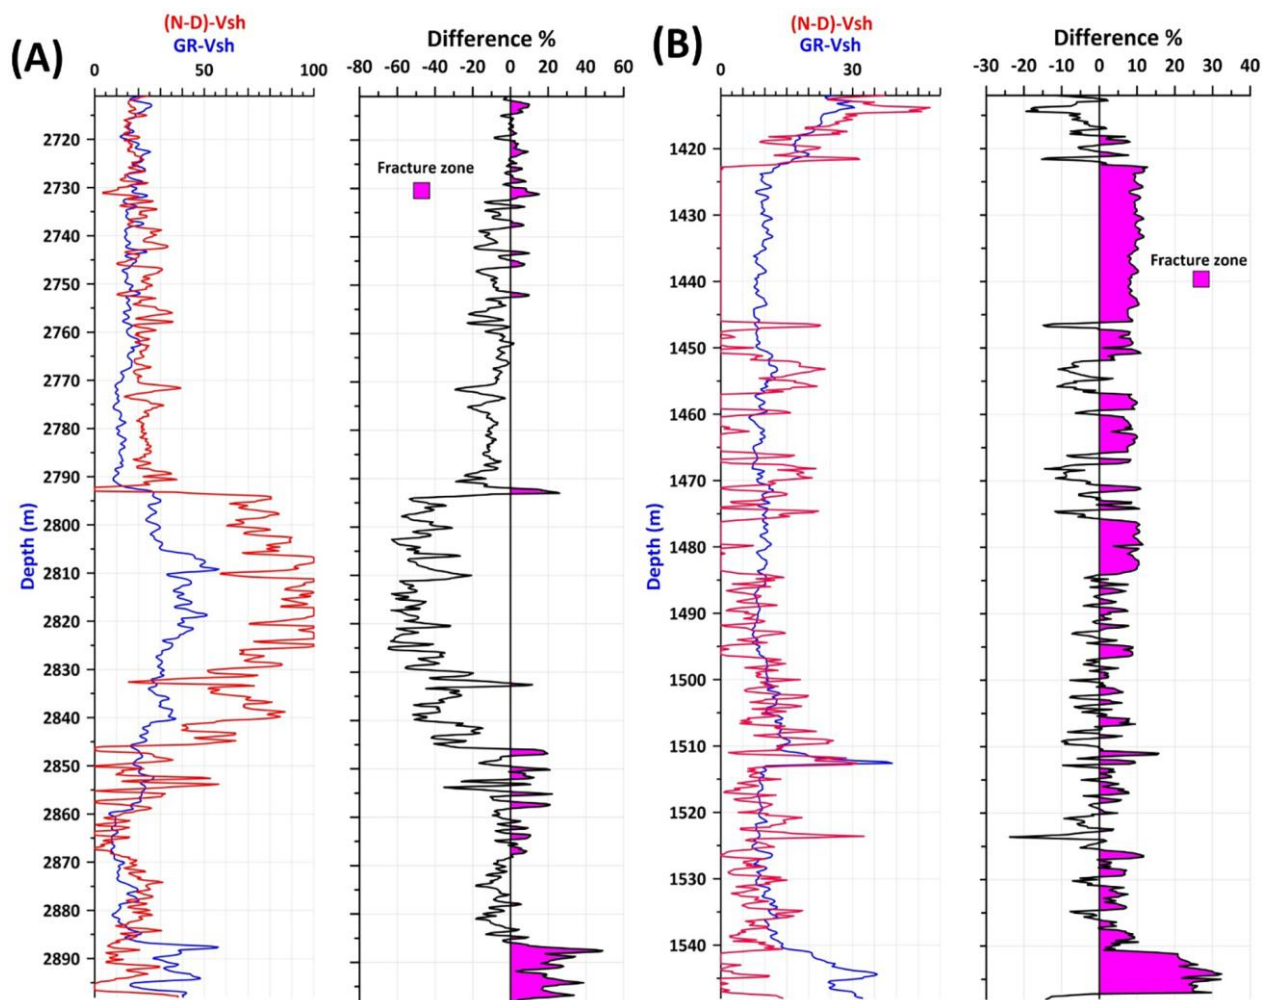 (A)
(N-D)-Vsh
GR-Vsh
0 50 100
Depth (m)
2720
2730
2740
2750
2760
2770
2780
2790
2800
2810
2820
2830
2840
2850
2860
2870
2880
2890
Difference %
-80 -60 -40 -20 0 20 40 60
Fracture zone
(B)
(N-D)-Vsh
GR-Vsh
0 30
Depth (m)
1420
1430
1440
1450
1460
1470
1480
1490
1500
1510
1520
1530
1540
Difference %
-30 -20 -10 0 10 20 30 40
Fracture zone